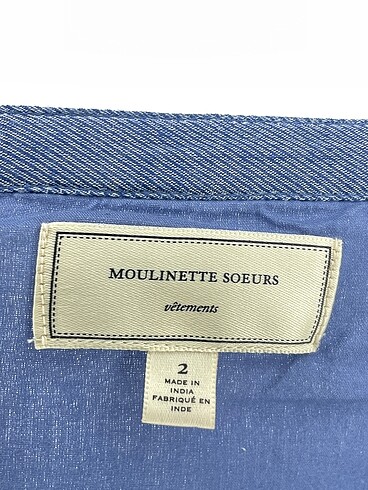 MOULINETTE SOEURS
vêtements
2
MADE IN
INDIA
FABRIQUÉ EN
INDE